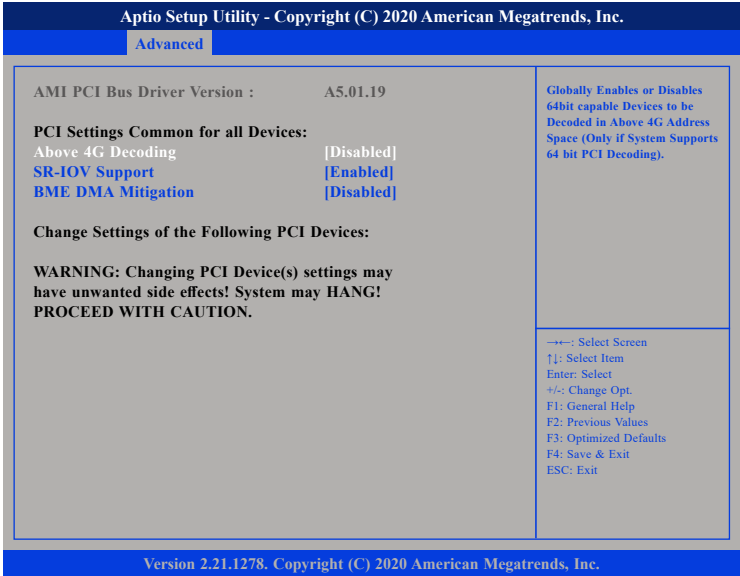 Aptio Setup Utility - Copyright (C) 2020 American Megatrends, Inc.
Advanced
AMI PCI Bus Driver Version : A5.01.19
PCI Settings Common for all Devices:
Above 4G Decoding [Disabled]
SR-IOV Support [Enabled]
BME DMA Mitigation [Disabled]
Change Settings of the Following PCI Devices:
WARNING: Changing PCI Device(s) settings may
have unwanted side effects! System may HANG!
PROCEED WITH CAUTION.
Globally Enables or Disables
64bit capable Devices to be
Decoded in Above 4G Address
Space (Only if System Supports
64 bit PCI Decoding).
→←: Select Screen
↑↓: Select Item
Enter: Select
+/-: Change Opt.
F1: General Help
F2: Previous Values
F3: Optimized Defaults
F4: Save & Exit
ESC: Exit
Version 2.21.1278. Copyright (C) 2020 American Megatrends, Inc.